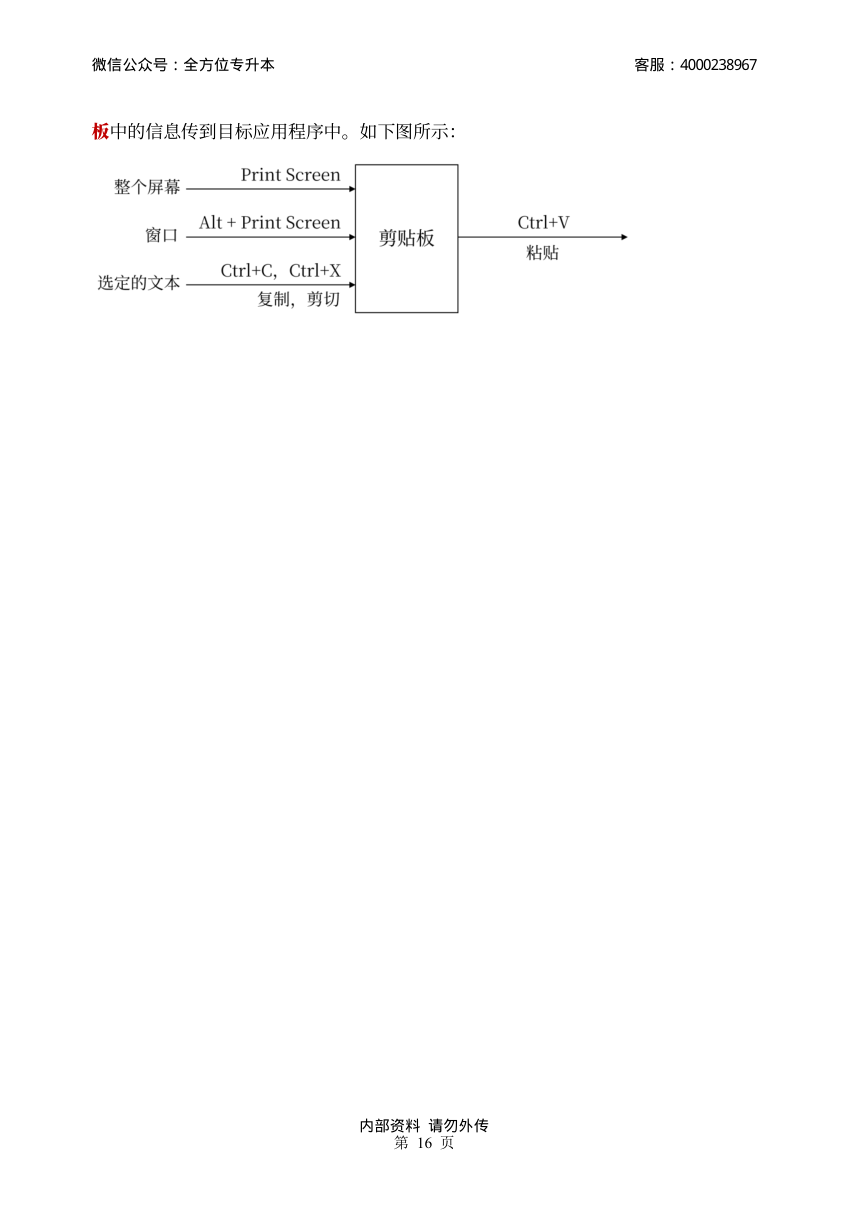 微信公众号：全方位专升本 客服：4000238967
板中的信息传到目标应用程序中。如下图所示：
整个屏幕 Print Screen
窗口 Alt + Print Screen
剪贴板
Ctrl+V
粘贴
选定的文本 Ctrl+C，Ctrl+X
复制，剪切
内部资料 请勿外传
第 16 页